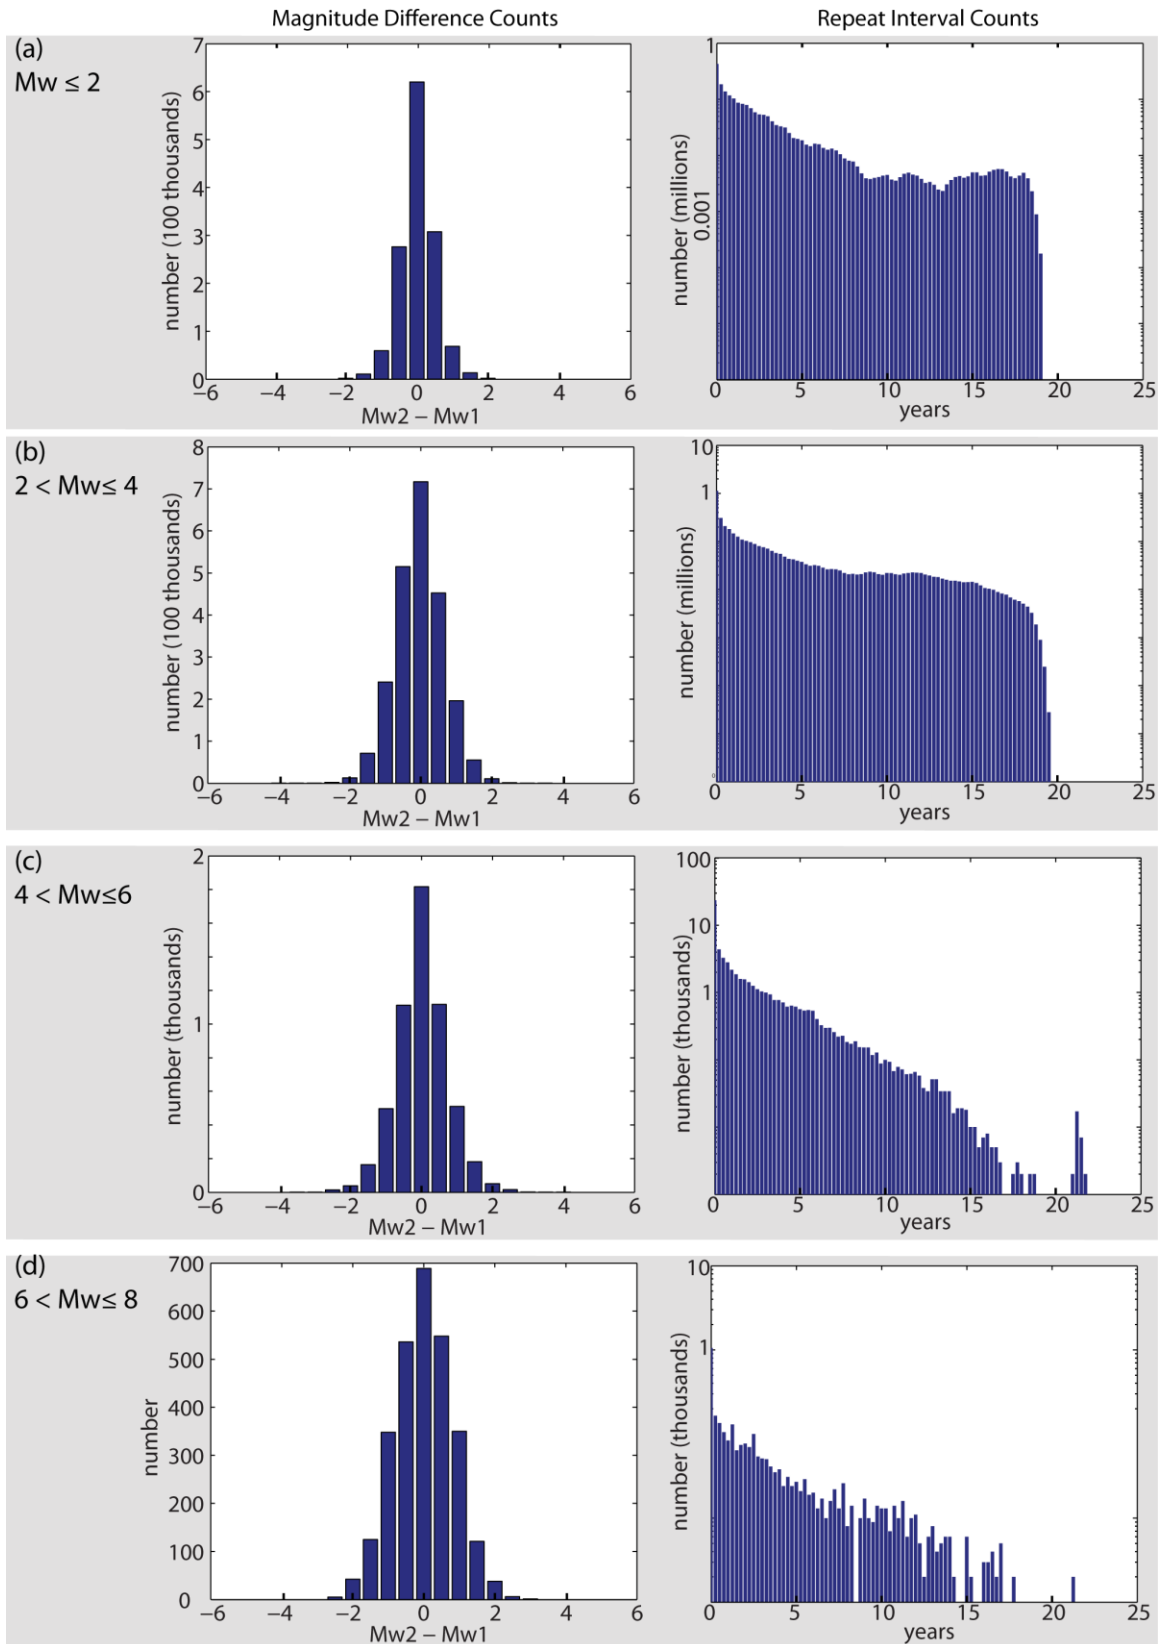 Magnitude Difference Counts
Repeat Interval Counts
(a)
Mw ≤ 2
number (100 thousands)
7
6
5
4
3
2
1
0
−6 −4 −2 0 2 4 6
Mw2 − Mw1
number (millions)
1
0.001
0 5 10 15 20 25
years
(b)
2 < Mw≤ 4
number (100 thousands)
8
7
6
5
4
3
2
1
0
−6 −4 −2 0 2 4 6
Mw2 − Mw1
number (millions)
10
1
0
0 5 10 15 20 25
years
(c)
4 < Mw≤6
number (thousands)
2
1
0
−6 −4 −2 0 2 4 6
Mw2 − Mw1
number (thousands)
100
10
1
0 5 10 15 20 25
years
(d)
6 < Mw≤ 8
number
700
600
500
400
300
200
100
0
−6 −4 −2 0 2 4 6
Mw2 − Mw1
number (thousands)
10
1
0 5 10 15 20 25
years